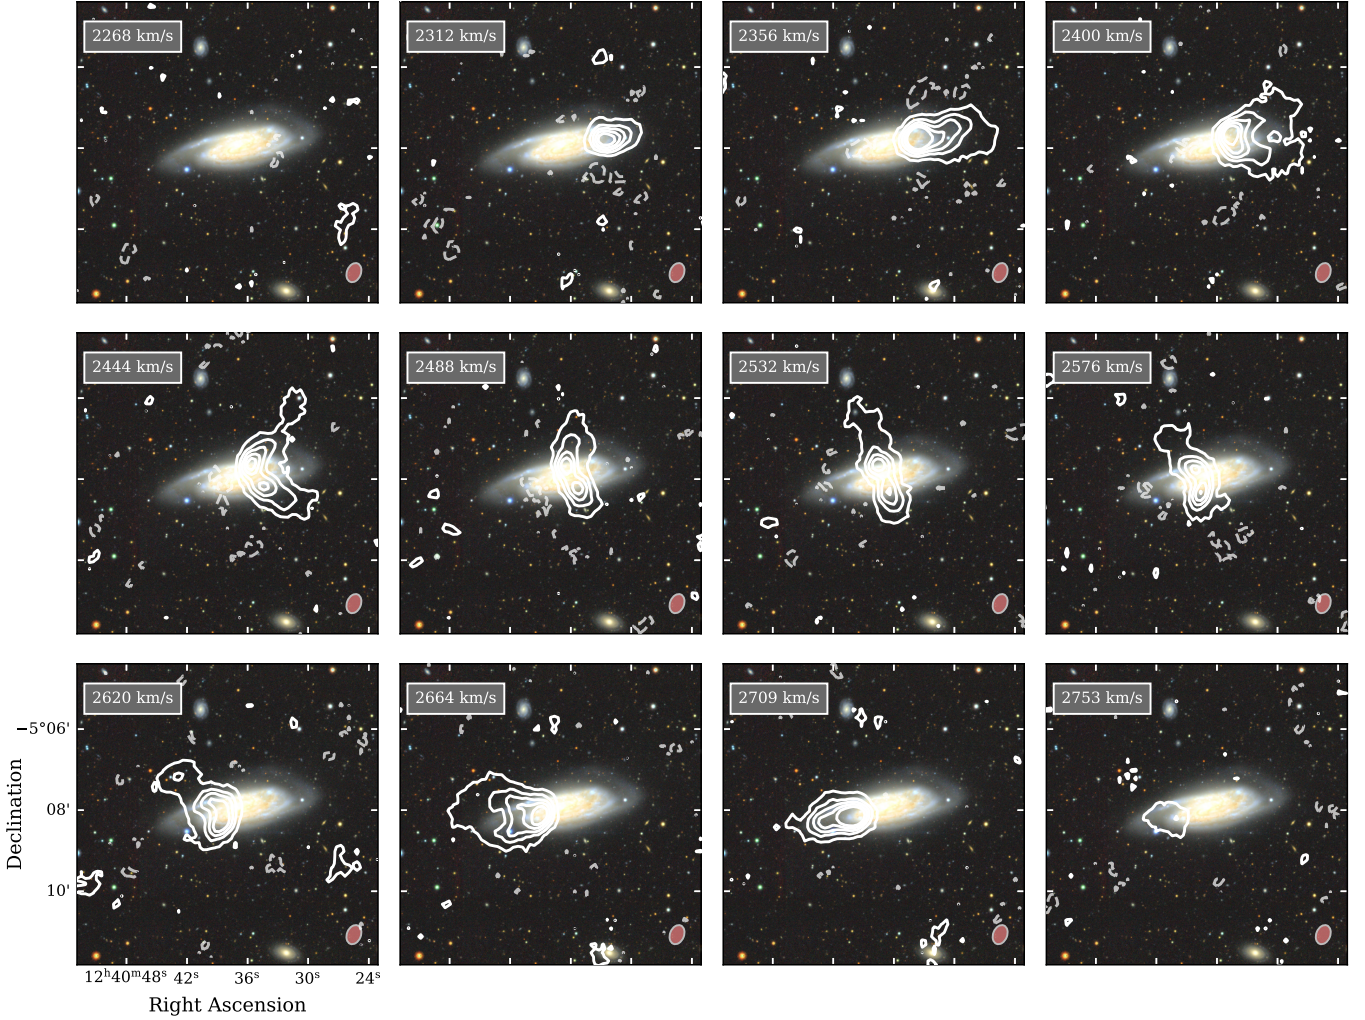 2268 km/s
2312 km/s
2356 km/s
2400 km/s
2444 km/s
2488 km/s
2532 km/s
2576 km/s
2620 km/s
2664 km/s
2709 km/s
2753 km/s
−5°06'
08'
10'
Declination
12ʰ40ᵐ48ˢ 42ˢ 36ˢ 30ˢ 24ˢ
Right Ascension